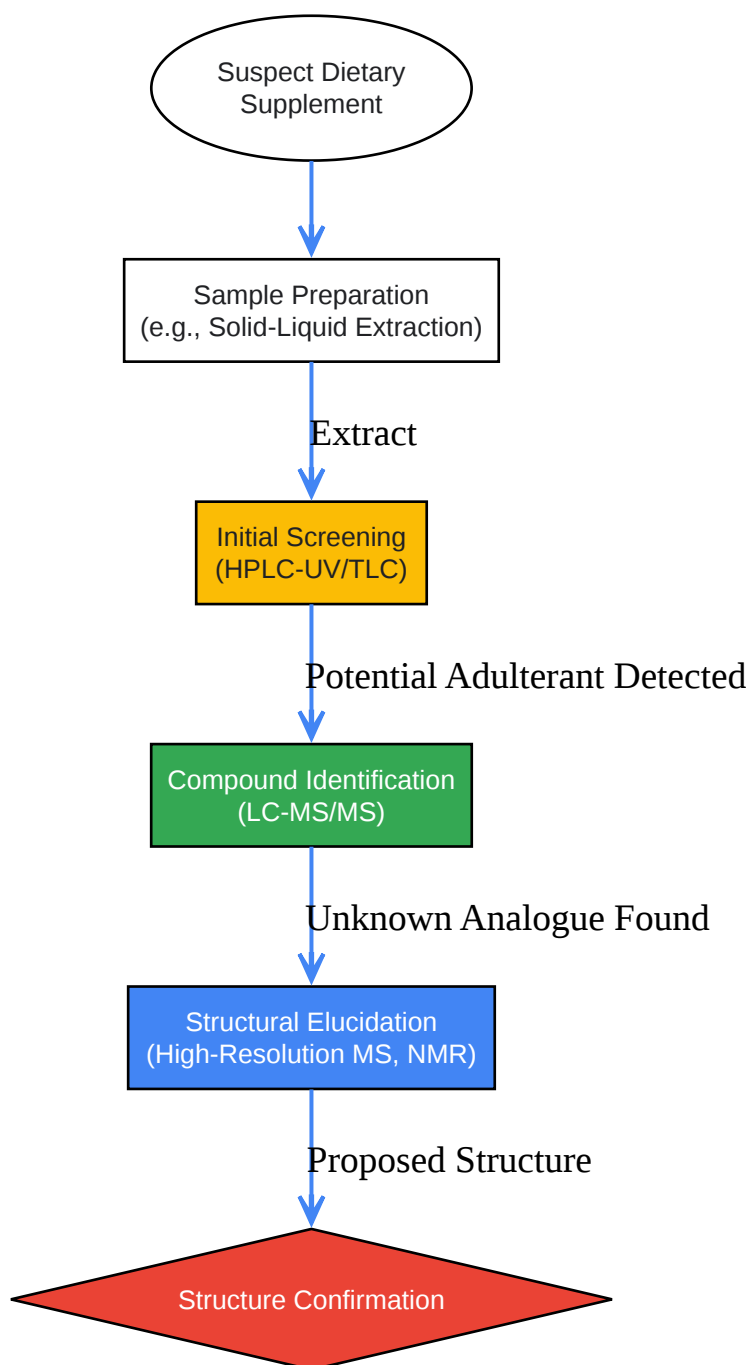 Suspect Dietary
Supplement
Sample Preparation
(e.g., Solid-Liquid Extraction)
Extract
Initial Screening
(HPLC-UV/TLC)
Potential Adulterant Detected
Compound Identification
(LC-MS/MS)
Unknown Analogue Found
Structural Elucidation
(High-Resolution MS, NMR)
Proposed Structure
Structure Confirmation